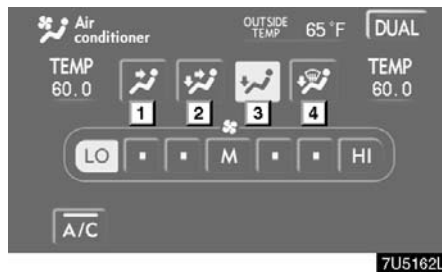 Air
conditioner
OUTSIDE
TEMP
65°F
DUAL
TEMP
60.0
TEMP
60.0
1 2 3 4
LO M HI
A/C
7U5162L